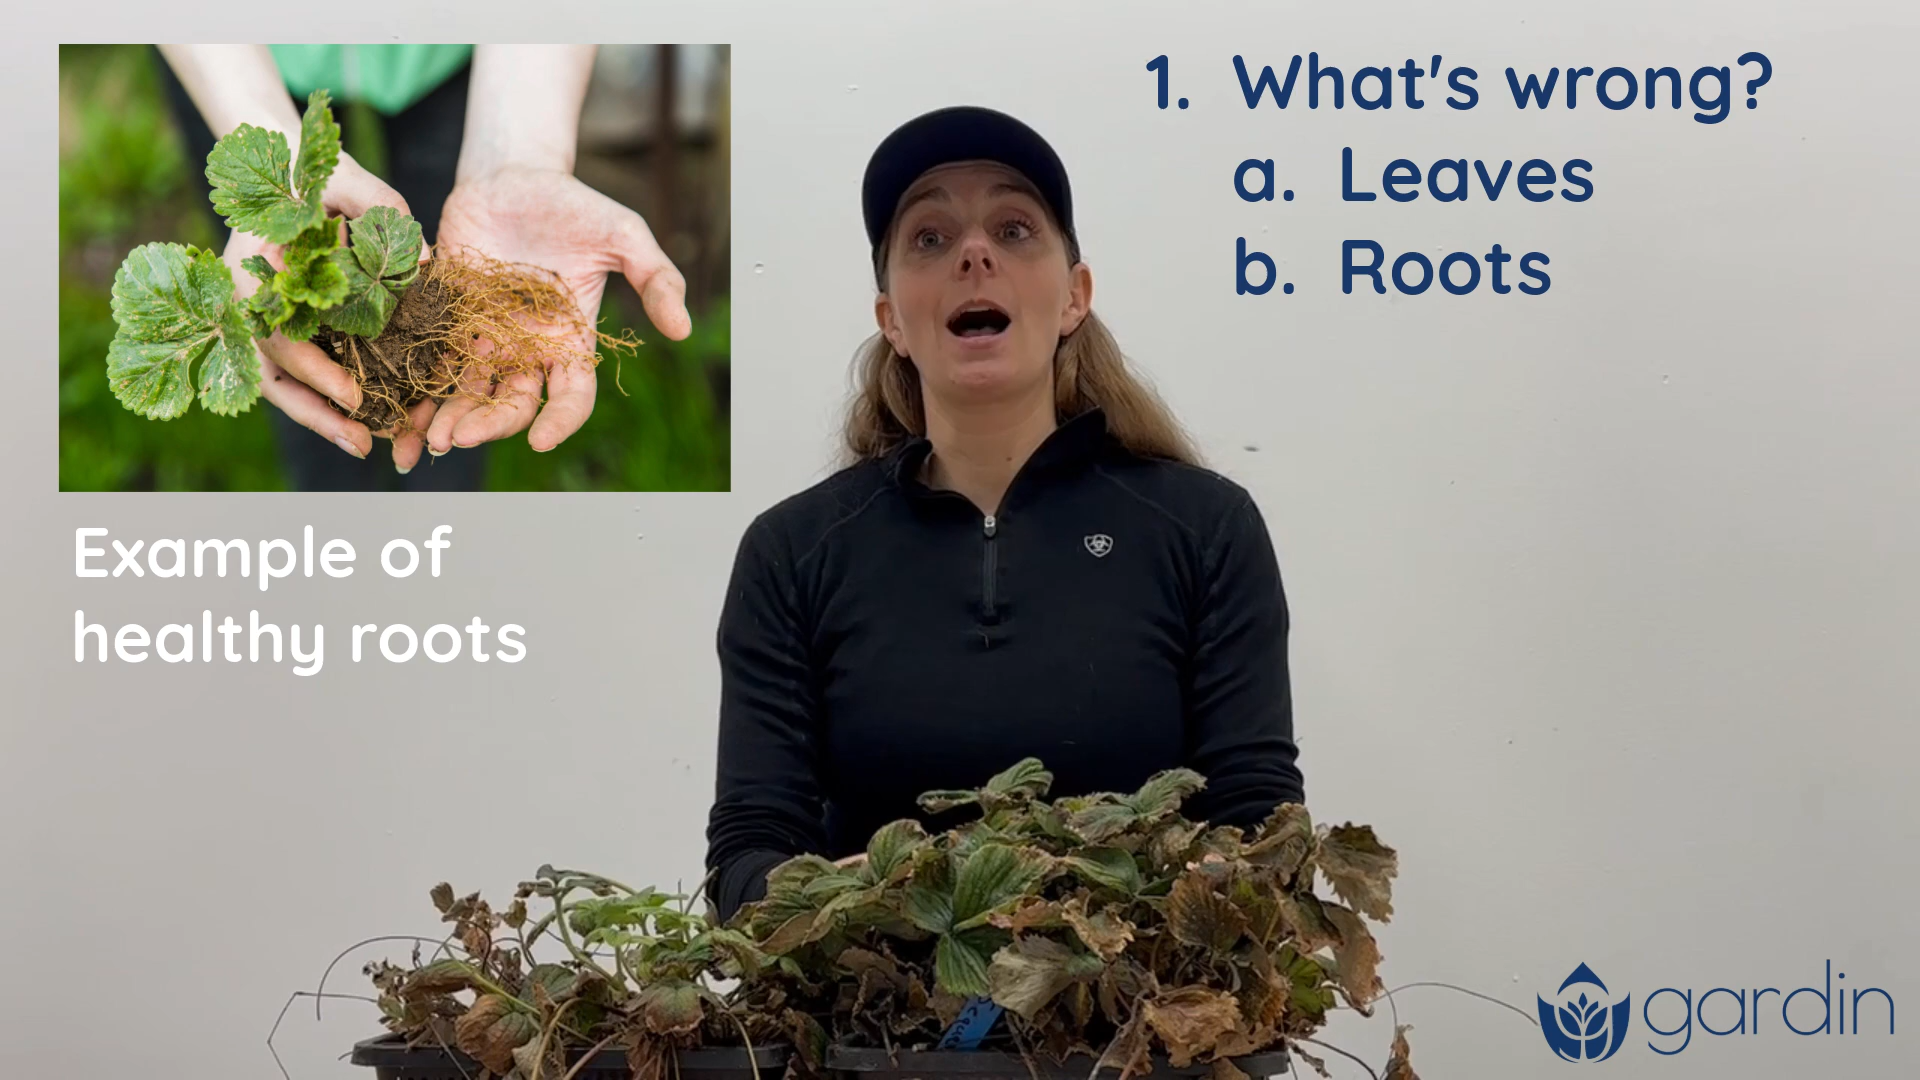 1. What's wrong?
a. Leaves
b. Roots
Example of
healthy roots
gardin